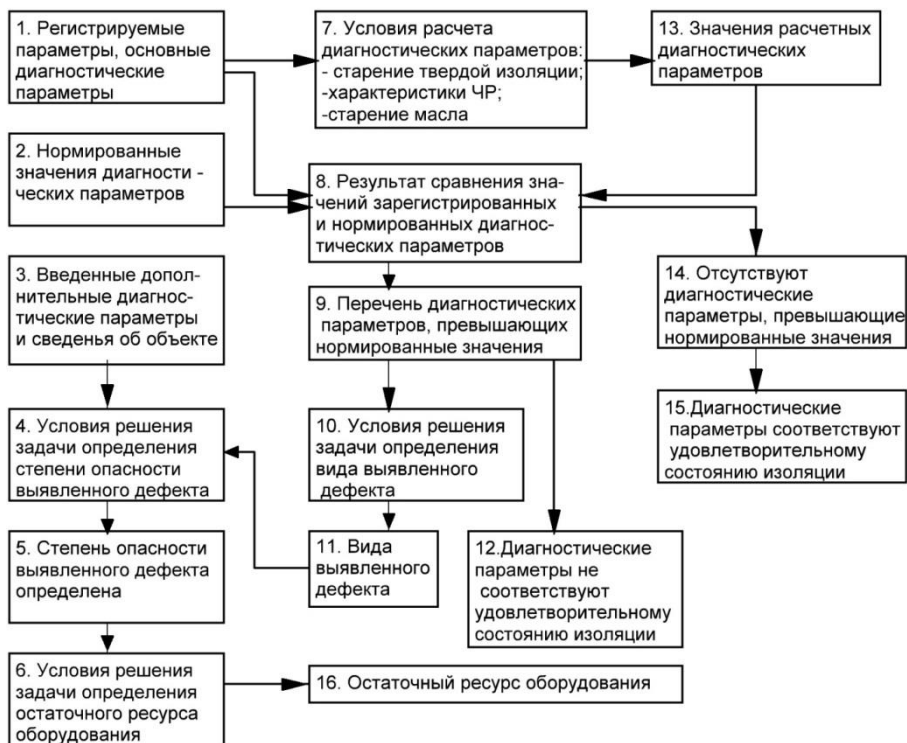 1. Регистрируемые
параметры, основные
диагностические
параметры
2. Нормированные
значения диагности -
ческих параметров
3. Введенные допол-
нительные диагнос-
тические параметры
и сведенья об объекте
4. Условия решения
задачи определения
степени опасности
выявленного дефекта
5. Степень опасности
выявленного дефекта
определена
6. Условия решения
задачи определения
остаточного ресурса
оборудования
7. Условия расчета
диагностических параметров:
- старение твердой изоляции;
-характеристики ЧР;
-старение масла
8. Результат сравнения зна-
чений зарегистрированных
и нормированных диагнос-
тических параметров
9. Перечень диагностических
параметров, превышающих
нормированные значения
10. Условия решения
задачи определения
вида выявленного
дефекта
11. Вида
выявленного
дефекта
12.Диагностические
параметры не
соответствуют
удовлетворительному
состоянию изоляции
13. Значения расчетных
диагностических
параметров
14. Отсутствуют
диагностические
параметры, превышающие
нормированные значения
15.Диагностические
параметры соответствуют
удовлетворительному
состоянию изоляции
16. Остаточный ресурс оборудования